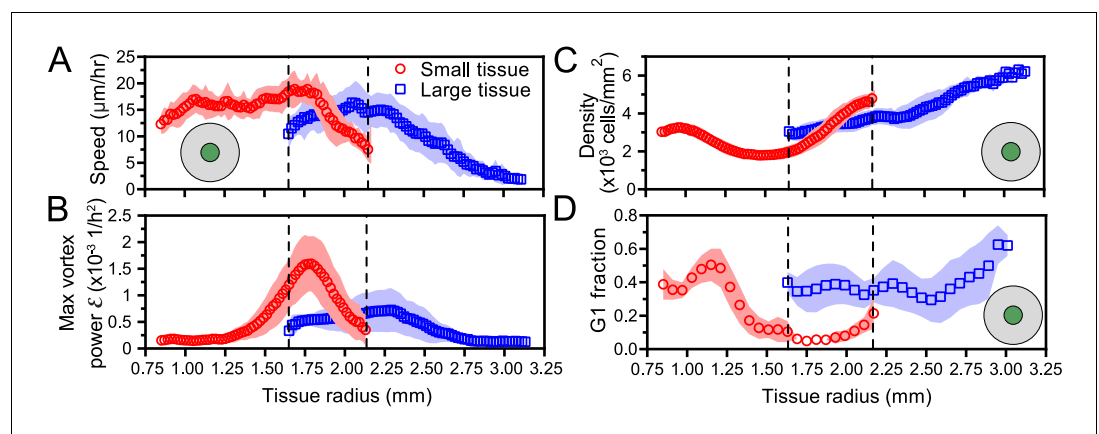 A
Speed (μm/hr)
25
20
15
10
5
0
Small tissue
Large tissue
B
Max vortex
power ℰ (x10⁻³ 1/h²)
2.5
2
1.5
1
0.5
0
0.75 1.25 1.75 2.25 2.75 3.25
1.00 1.50 2.00 2.50 3.00
Tissue radius (mm)
C
Density
(x10³ cells/mm²)
6
4
2
0
D
G1 fraction
0.8
0.6
0.4
0.2
0.0
0.75 1.25 1.75 2.25 2.75 3.25
1.00 1.50 2.00 2.50 3.00
Tissue radius (mm)